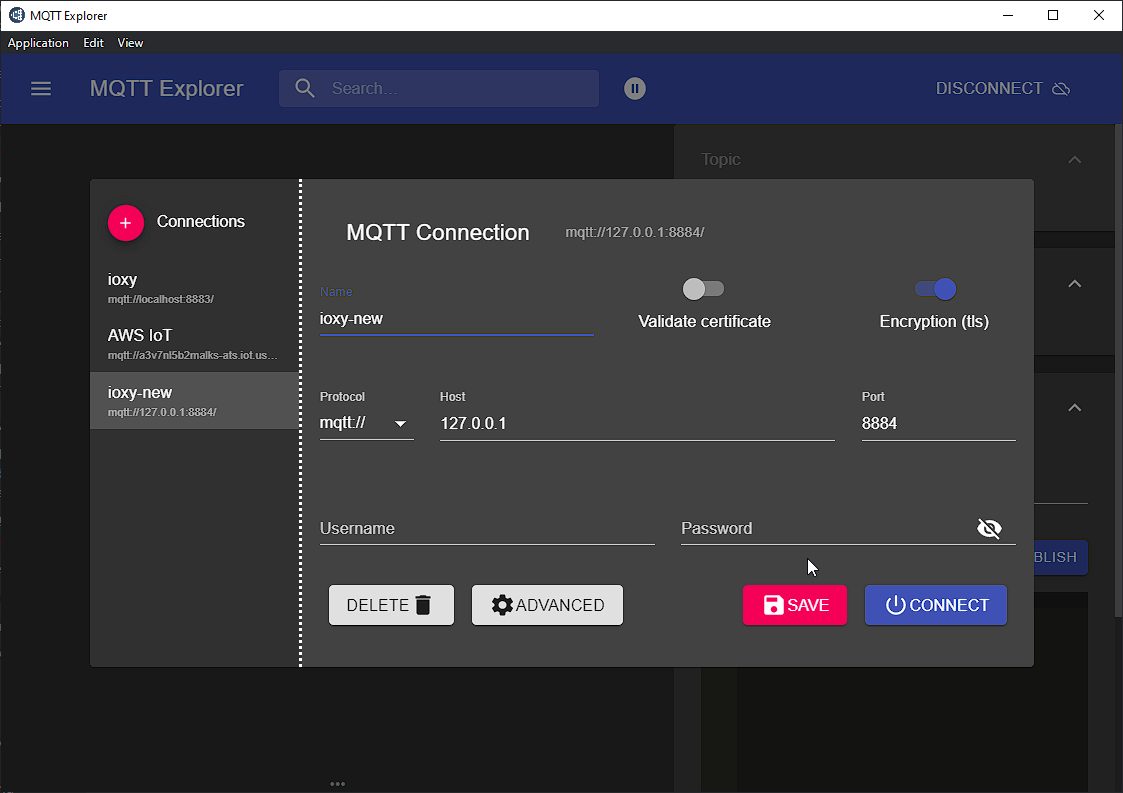 MQTT Explorer
Application Edit View
MQTT Explorer Search... DISCONNECT
Topic
+ Connections
ioxy
mqtt://localhost:8883/
AWS IoT
mqtt://a3v7nl5b2malks-ats.iot.us...
ioxy-new
mqtt://127.0.0.1:8884/
MQTT Connection mqtt://127.0.0.1:8884/
Name
ioxy-new
Validate certificate
Encryption (tls)
Protocol
mqtt://
Host
127.0.0.1
Port
8884
Username
Password
BLISH
DELETE ADVANCED SAVE CONNECT